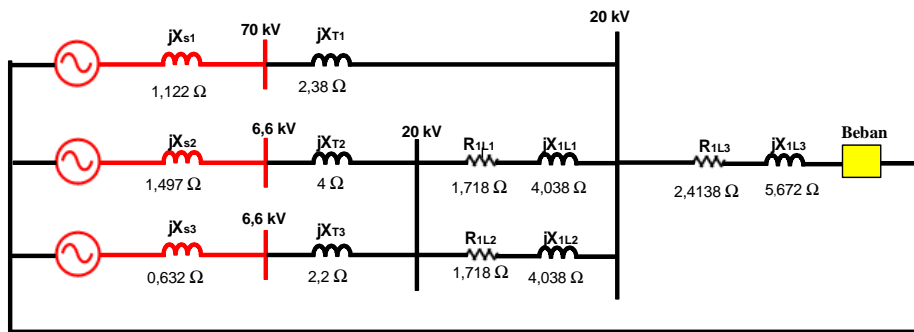 20 kV
jXs1
70 kV
jXT1
1,122 Ω
2,38 Ω
jXs2
6,6 kV
jXT2
20 kV
R1L1
jX1L1
R1L3
jX1L3
Beban
1,497 Ω
4 Ω
1,718 Ω
4,038 Ω
2,4138 Ω
5,672 Ω
jXs3
6,6 kV
jXT3
R1L2
jX1L2
0,632 Ω
2,2 Ω
1,718 Ω
4,038 Ω